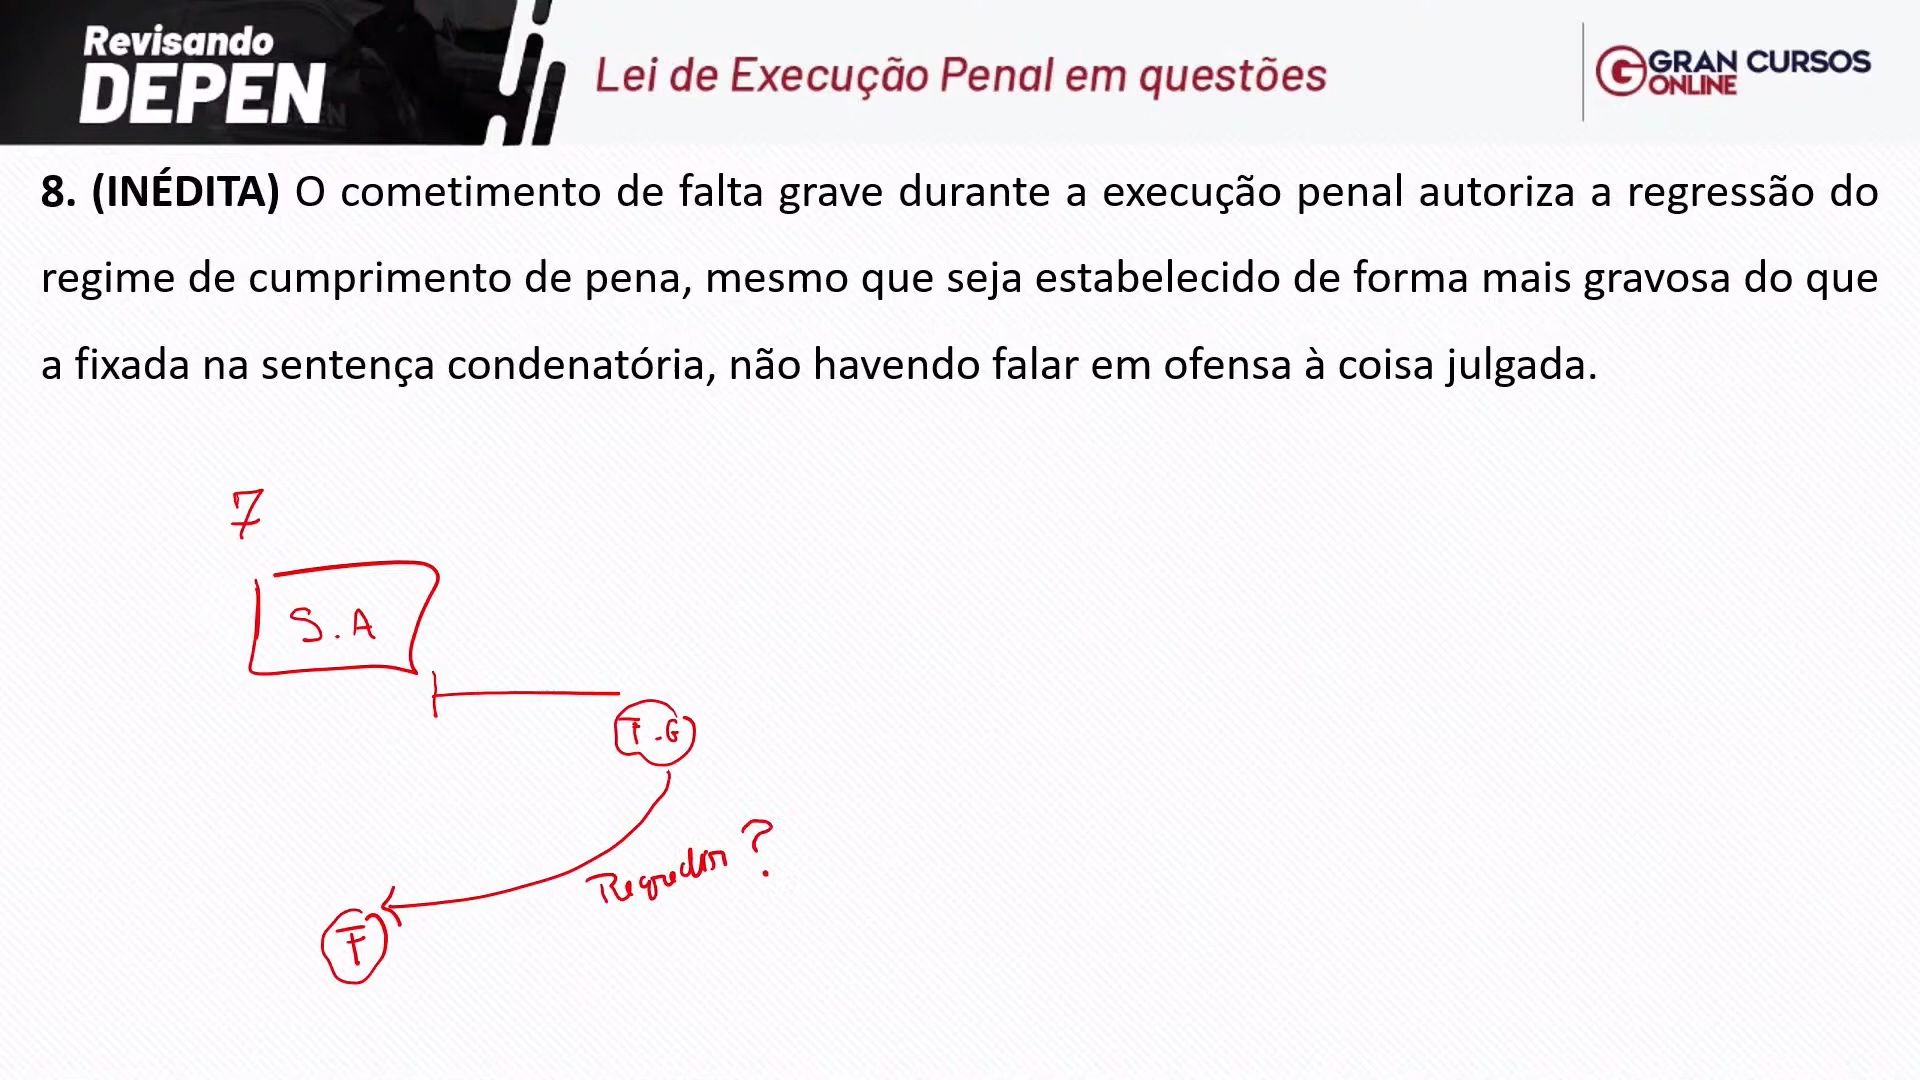 Revisando
DEPEN
Lei de Execução Penal em questões
GRAN CURSOS
ONLINE
8. (INÉDITA) O cometimento de falta grave durante a execução penal autoriza a regressão do
regime de cumprimento de pena, mesmo que seja estabelecido de forma mais gravosa do que
a fixada na sentença condenatória, não havendo falar em ofensa à coisa julgada.
7
S.A
F.G
?
F